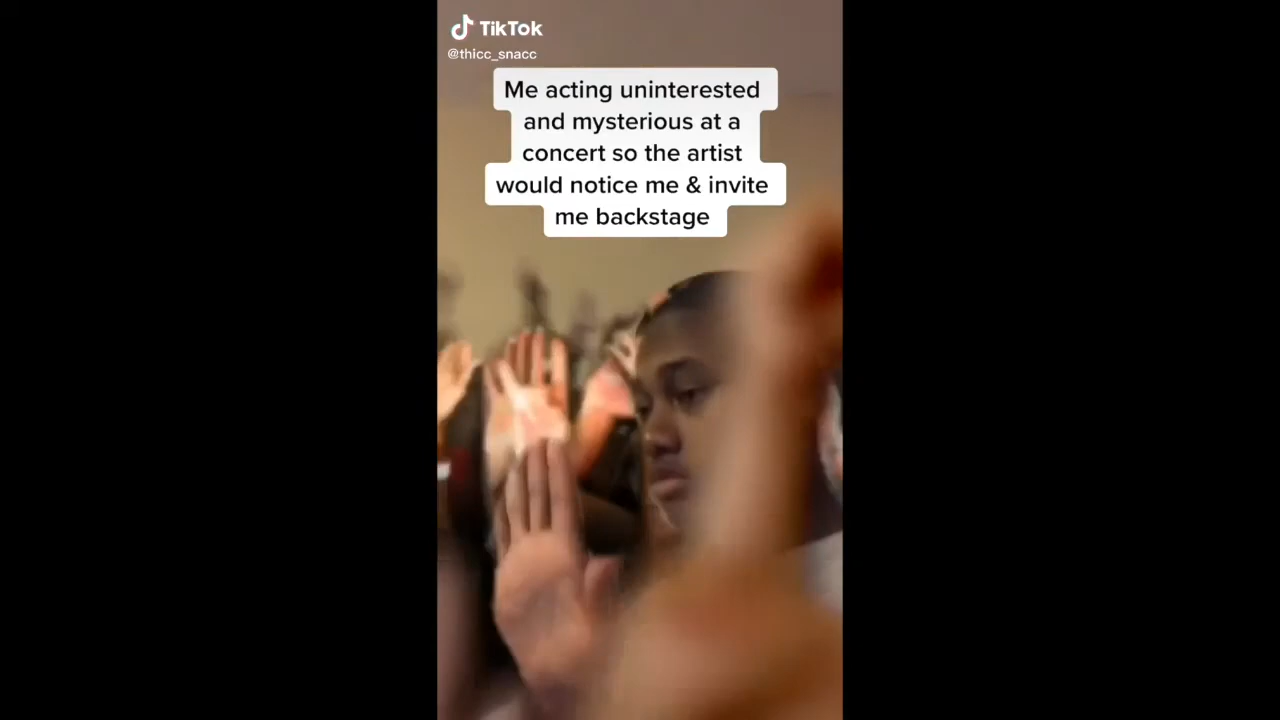 TikTok
@thicc_snacc
Me acting uninterested
and mysterious at a
concert so the artist
would notice me & invite
me backstage